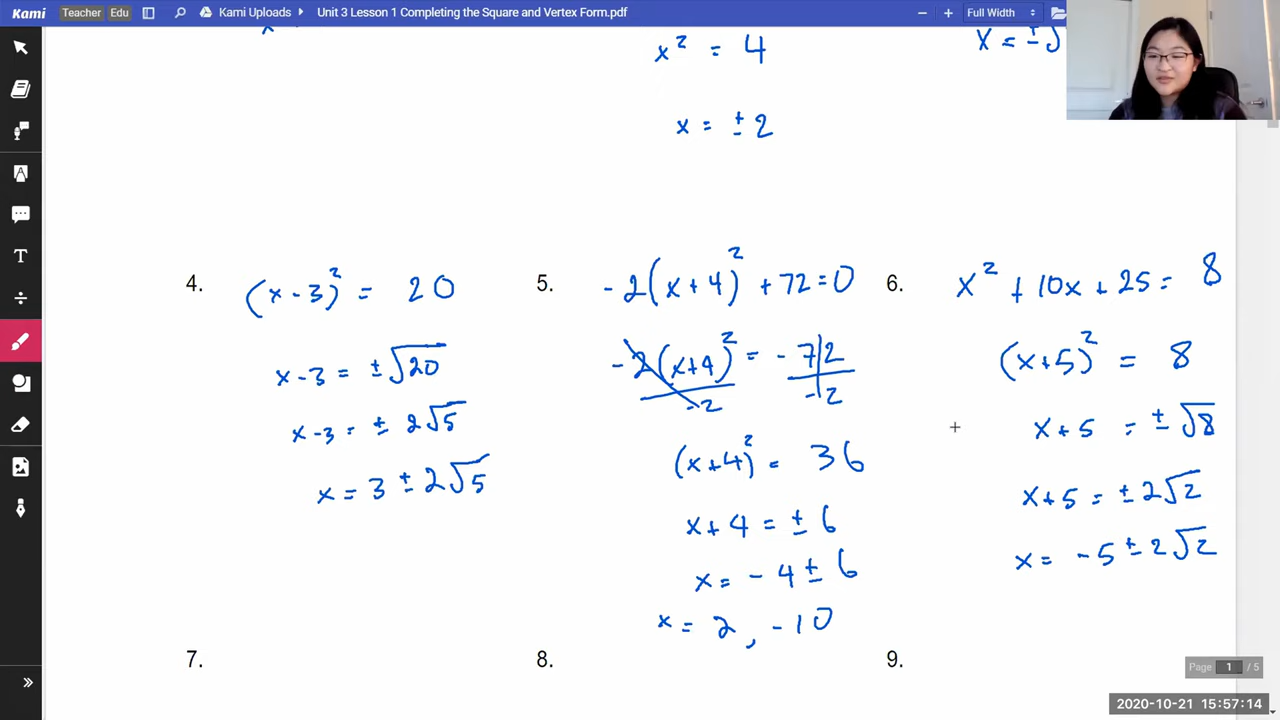 Kami Teacher Edu Kami Uploads > Unit 3 Lesson 1 Completing the Square and Vertex Form.pdf Full Width
x² = 4
x = ±√
x = ±2
4. (x-3)² = 20
x-3 = ±√20
x-3 = ±2√5
x = 3 ± 2√5
5. -2(x+4)² + 72 = 0
-2(x+4)² = -72
-2 -2
(x+4)² = 36
x+4 = ±6
x = -4 ± 6
x = 2, -10
6. x² + 10x + 25 = 8
(x+5)² = 8
x+5 = ±√8
x+5 = ±2√2
x = -5 ± 2√2
7.
8.
9.
Page 1 / 5
2020-10-21 15:57:14